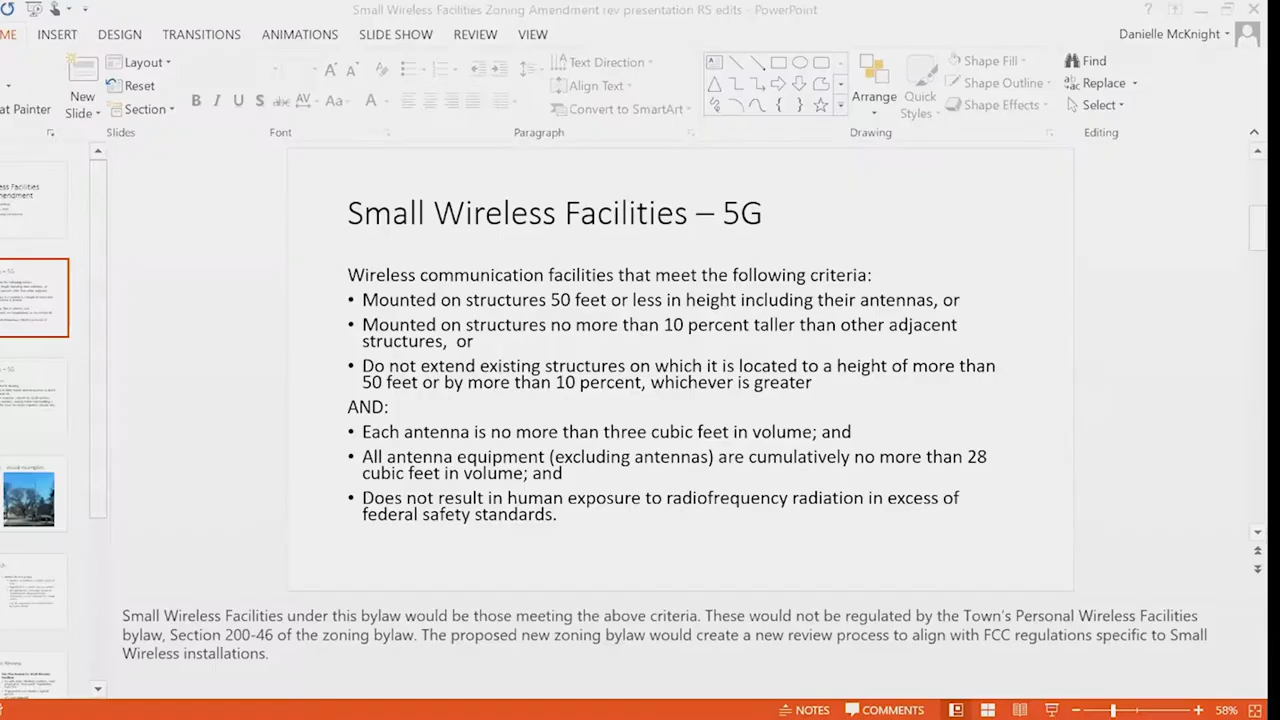 Small Wireless Facilities Zoning Amendment rev presentation RS edits - PowerPoint
ME INSERT DESIGN TRANSITIONS ANIMATIONS SLIDE SHOW REVIEW VIEW
Danielle McKnight
at Painter
New
Slide
Layout
Reset
Section
Slides
B I U S abc AV Aa A
Font
Text Direction
Align Text
Convert to SmartArt
Paragraph
Arrange
Quick
Styles
Shape Fill
Shape Outline
Shape Effects
Drawing
Find
Replace
Select
Editing
ess Facilities
mendment
Small Wireless Facilities – 5G
Wireless communication facilities that meet the following criteria:
• Mounted on structures 50 feet or less in height including their antennas, or
• Mounted on structures no more than 10 percent taller than other adjacent
structures, or
• Do not extend existing structures on which it is located to a height of more than
50 feet or by more than 10 percent, whichever is greater
AND:
• Each antenna is no more than three cubic feet in volume; and
• All antenna equipment (excluding antennas) are cumulatively no more than 28
cubic feet in volume; and
• Does not result in human exposure to radiofrequency radiation in excess of
federal safety standards.
Small Wireless Facilities under this bylaw would be those meeting the above criteria. These would not be regulated by the Town's Personal Wireless Facilities
bylaw, Section 200-46 of the zoning bylaw. The proposed new zoning bylaw would create a new review process to align with FCC regulations specific to Small
Wireless installations.
NOTES COMMENTS 58%